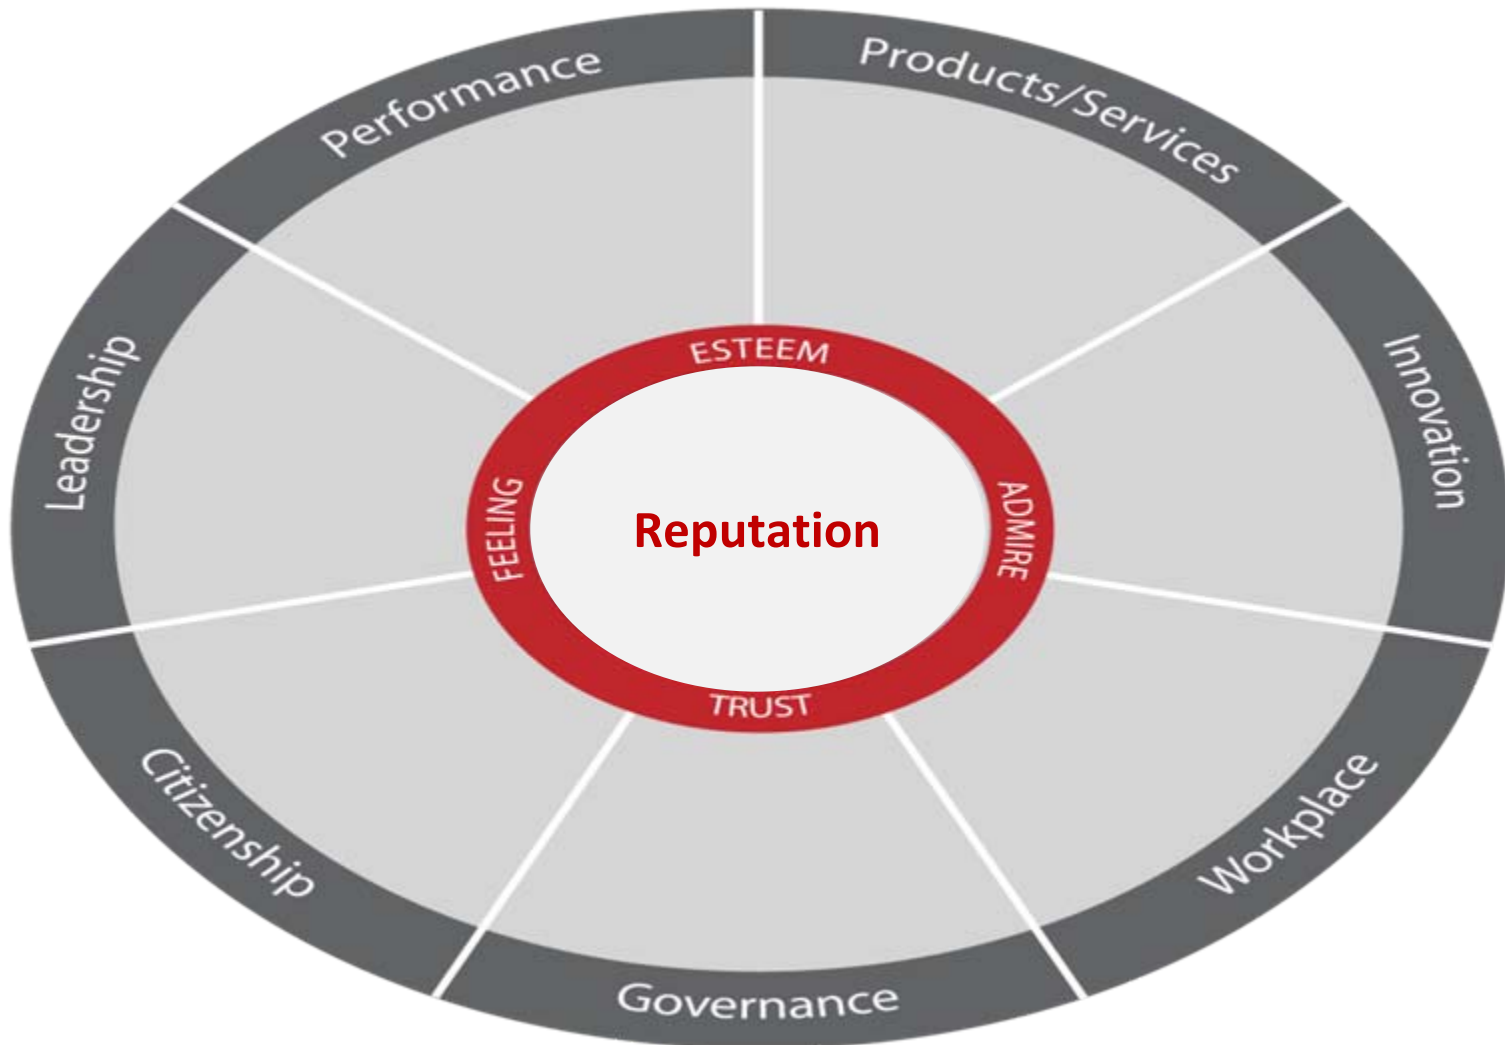 Performance
Products/Services
Leadership
Innovation
ESTEEM
FEELING
Reputation
ADMIRE
TRUST
Citizenship
Workplace
Governance